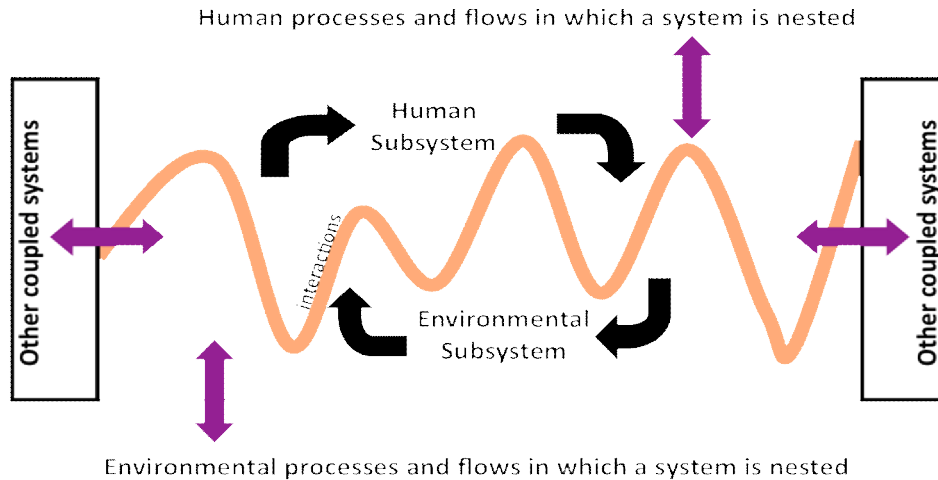 Human processes and flows in which a system is nested
Other coupled systems
Human
Subsystem
interactions
Environmental
Subsystem
Other coupled systems
Environmental processes and flows in which a system is nested